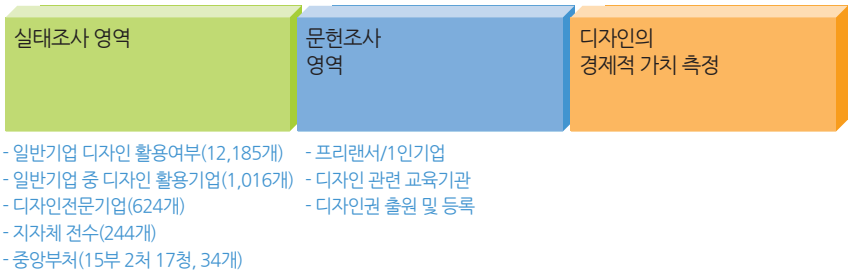 실태조사 영역
- 일반기업 디자인 활용여부(12,185개)
- 일반기업 중 디자인 활용기업(1,016개)
- 디자인전문기업(624개)
- 지자체 전수(244개)
- 중앙부처(15부 2처 17청, 34개)
문헌조사
영역
- 프리랜서/1인기업
- 디자인 관련 교육기관
- 디자인권 출원 및 등록
디자인의
경제적 가치 측정